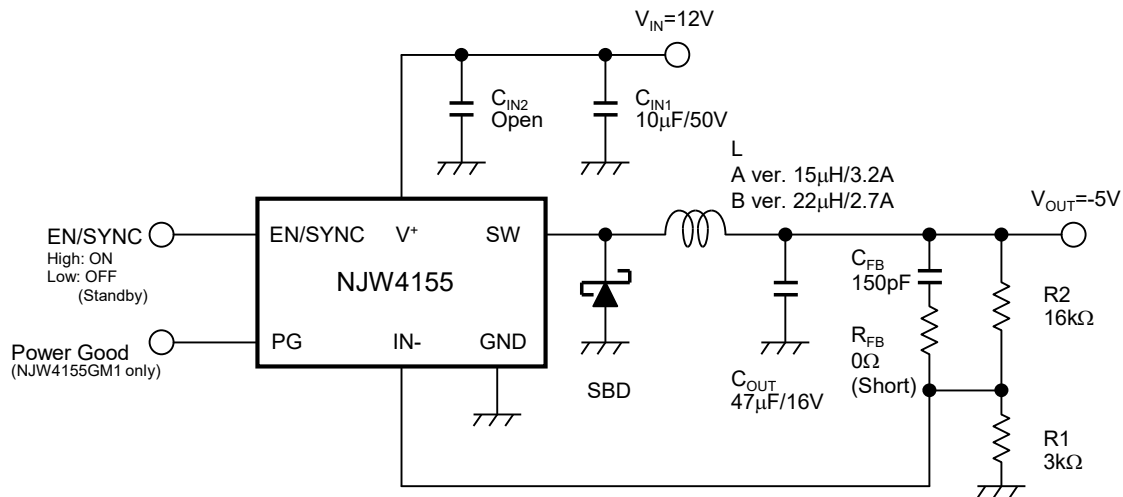 V_IN=12V
C_IN2
Open
C_IN1
10μF/50V
L
A ver. 15μH/3.2A
B ver. 22μH/2.7A
V_OUT=-5V
EN/SYNC
High: ON
Low: OFF
(Standby)
EN/SYNC
V⁺
SW
NJW4155
C_FB
150pF
R2
16kΩ
Power Good
(NJW4155GM1 only)
PG
IN-
GND
R_FB
0Ω
(Short)
SBD
C_OUT
47μF/16V
R1
3kΩ